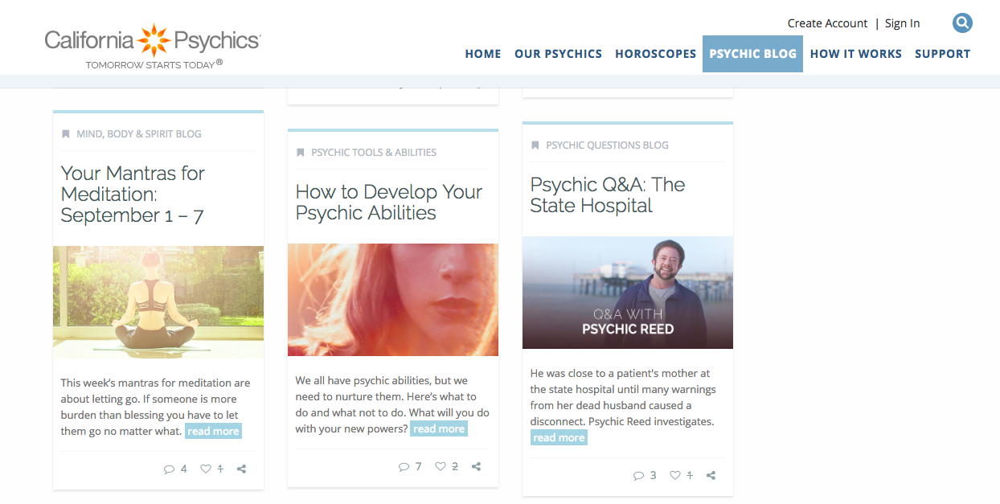 Create Account | Sign In
California Psychics
TOMORROW STARTS TODAY®
HOME OUR PSYCHICS HOROSCOPES PSYCHIC BLOG HOW IT WORKS SUPPORT
MIND, BODY & SPIRIT BLOG
Your Mantras for
Meditation:
September 1 – 7
This week's mantras for meditation are
about letting go. If someone is more
burden than blessing you have to let
them go no matter what. read more
4 1
PSYCHIC TOOLS & ABILITIES
How to Develop Your
Psychic Abilities
We all have psychic abilities, but we
need to nurture them. Here's what to
do and what not to do. What will you do
with your new powers? read more
7 2
PSYCHIC QUESTIONS BLOG
Psychic Q&A: The
State Hospital
Q&A WITH
PSYCHIC REED
He was close to a patient's mother at
the state hospital until many warnings
from her dead husband caused a
disconnect. Psychic Reed investigates.
read more
3 1